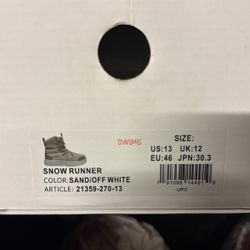 SWIMS
SIZE:
US:13 UK:12
EU:46 JPN:30.3
SNOW RUNNER
COLOR: SAND/OFF WHITE
ARTICLE: 21359-270-13
UPC